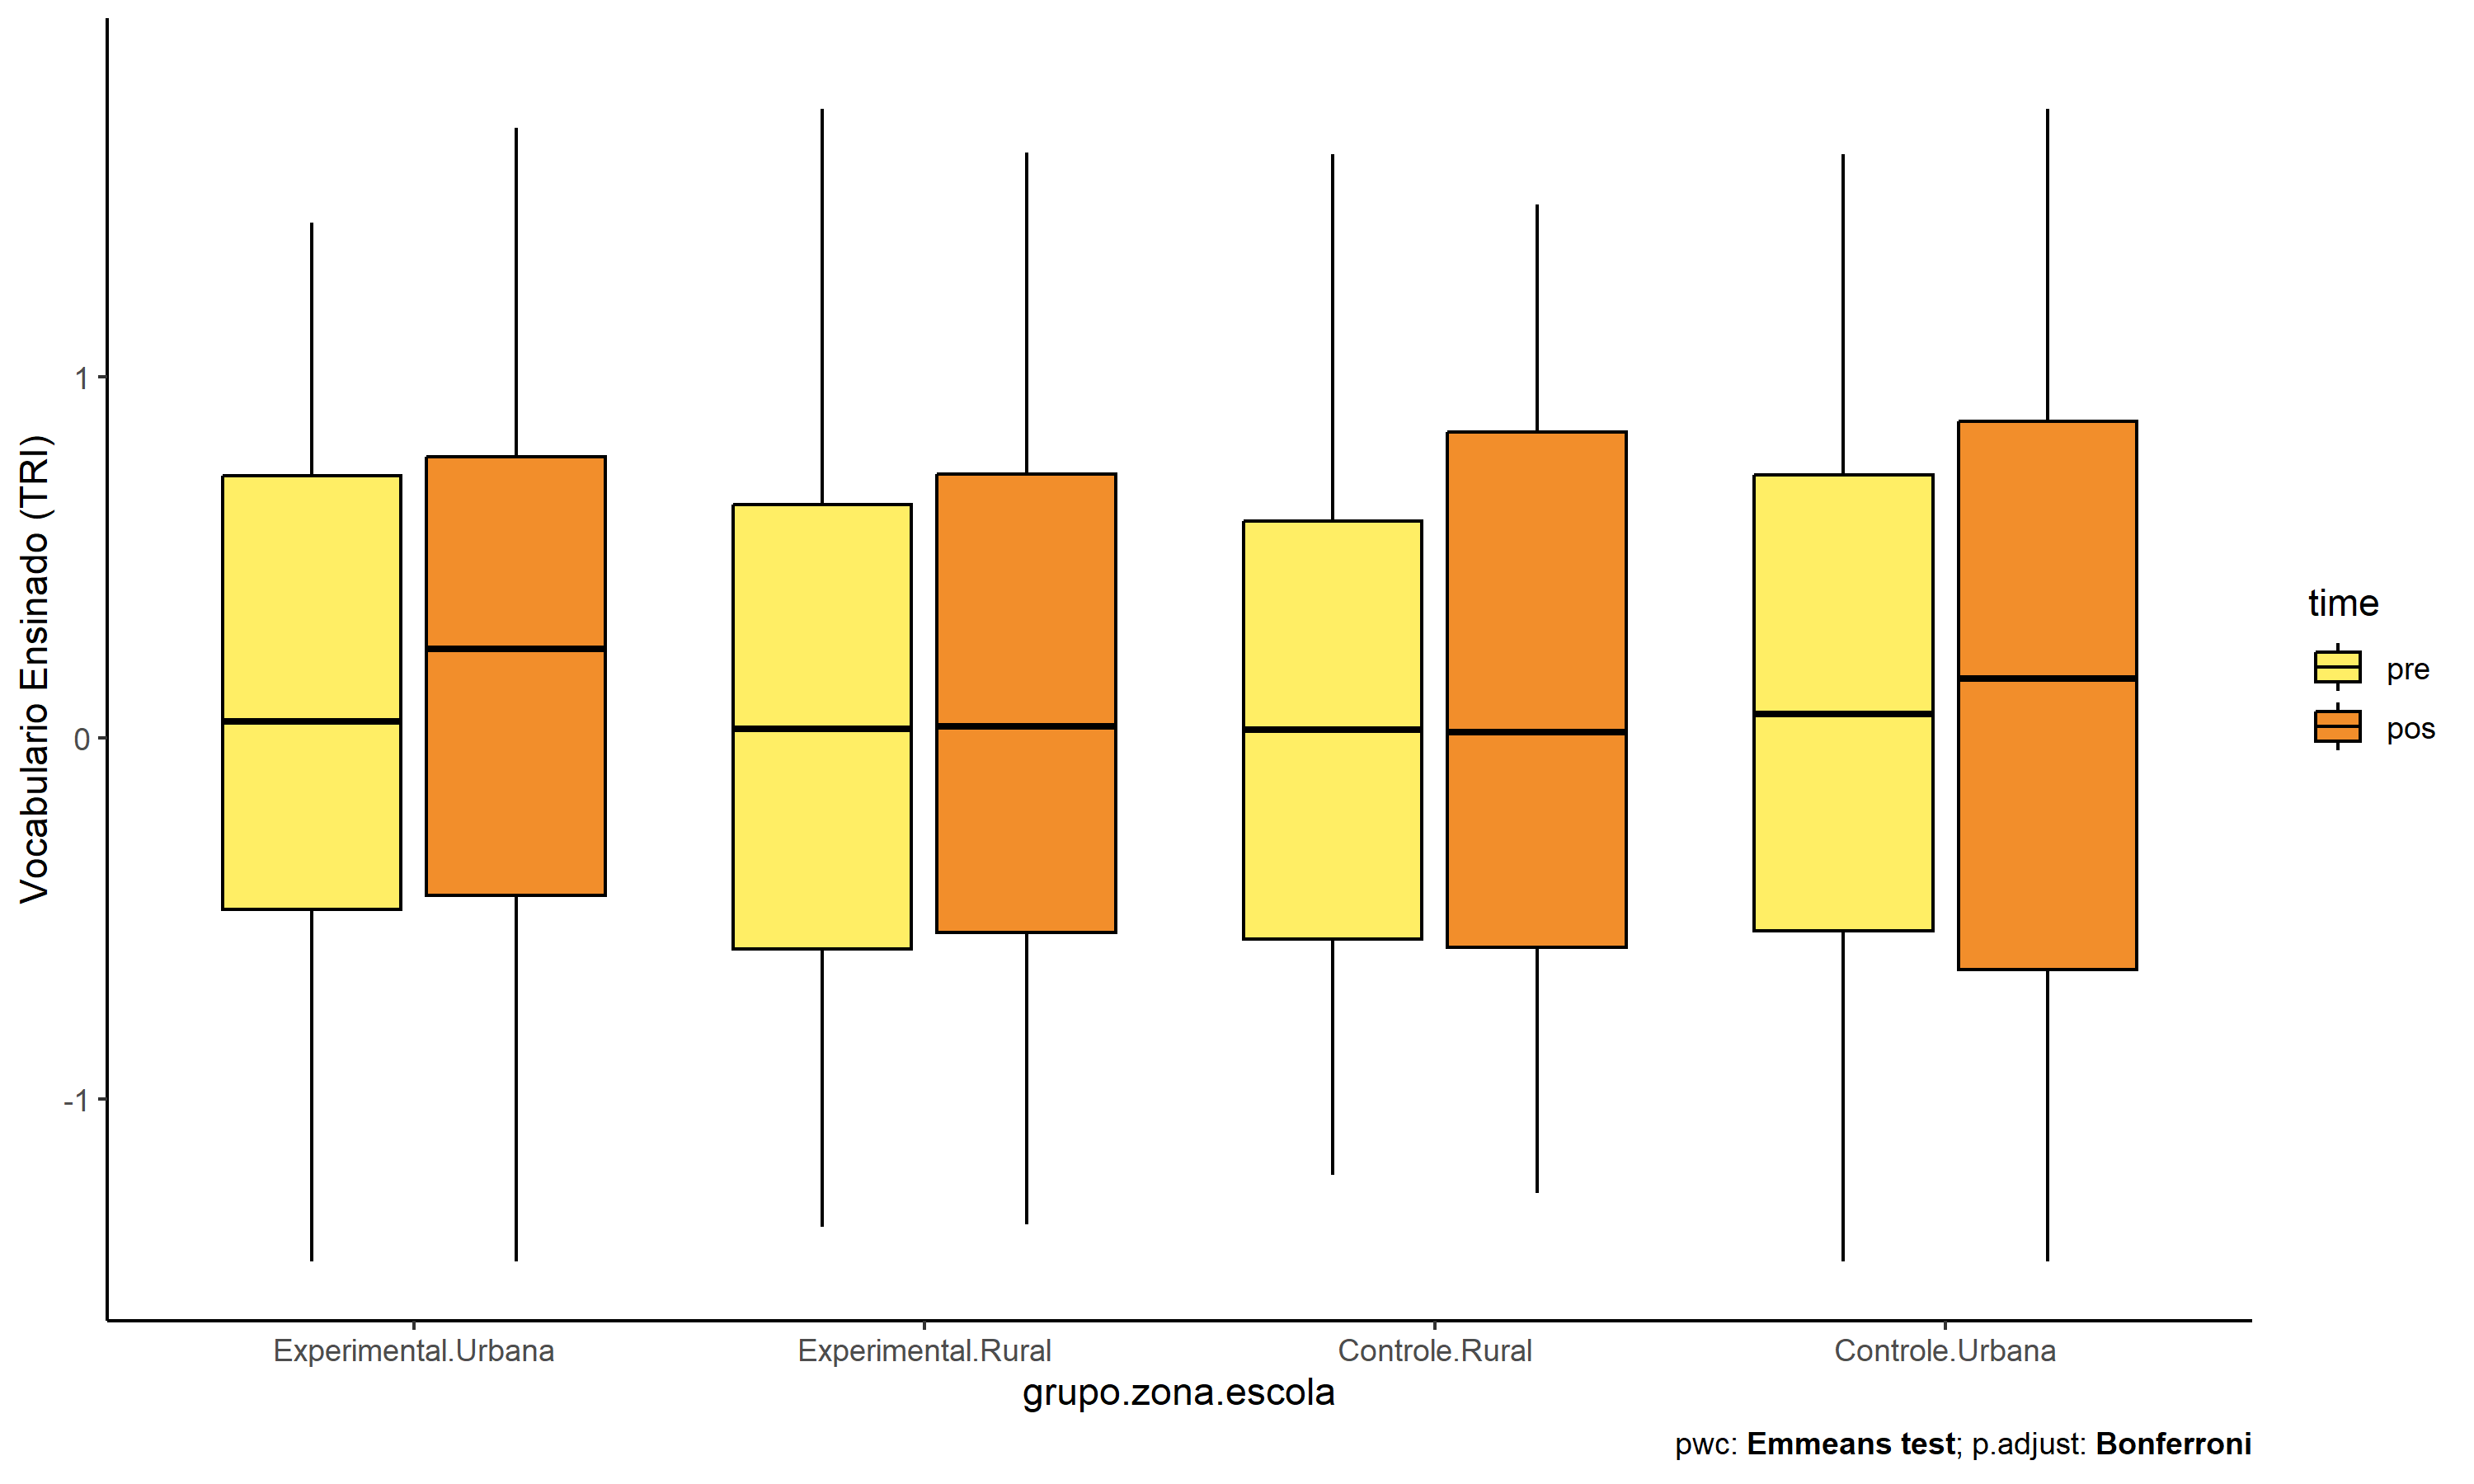 Vocabulario Ensinado (TRI)
1
0
-1
Experimental.Urbana
Experimental.Rural
Controle.Rural
Controle.Urbana
grupo.zona.escola
time
pre
pos
pwc: Emmeans test; p.adjust: Bonferroni